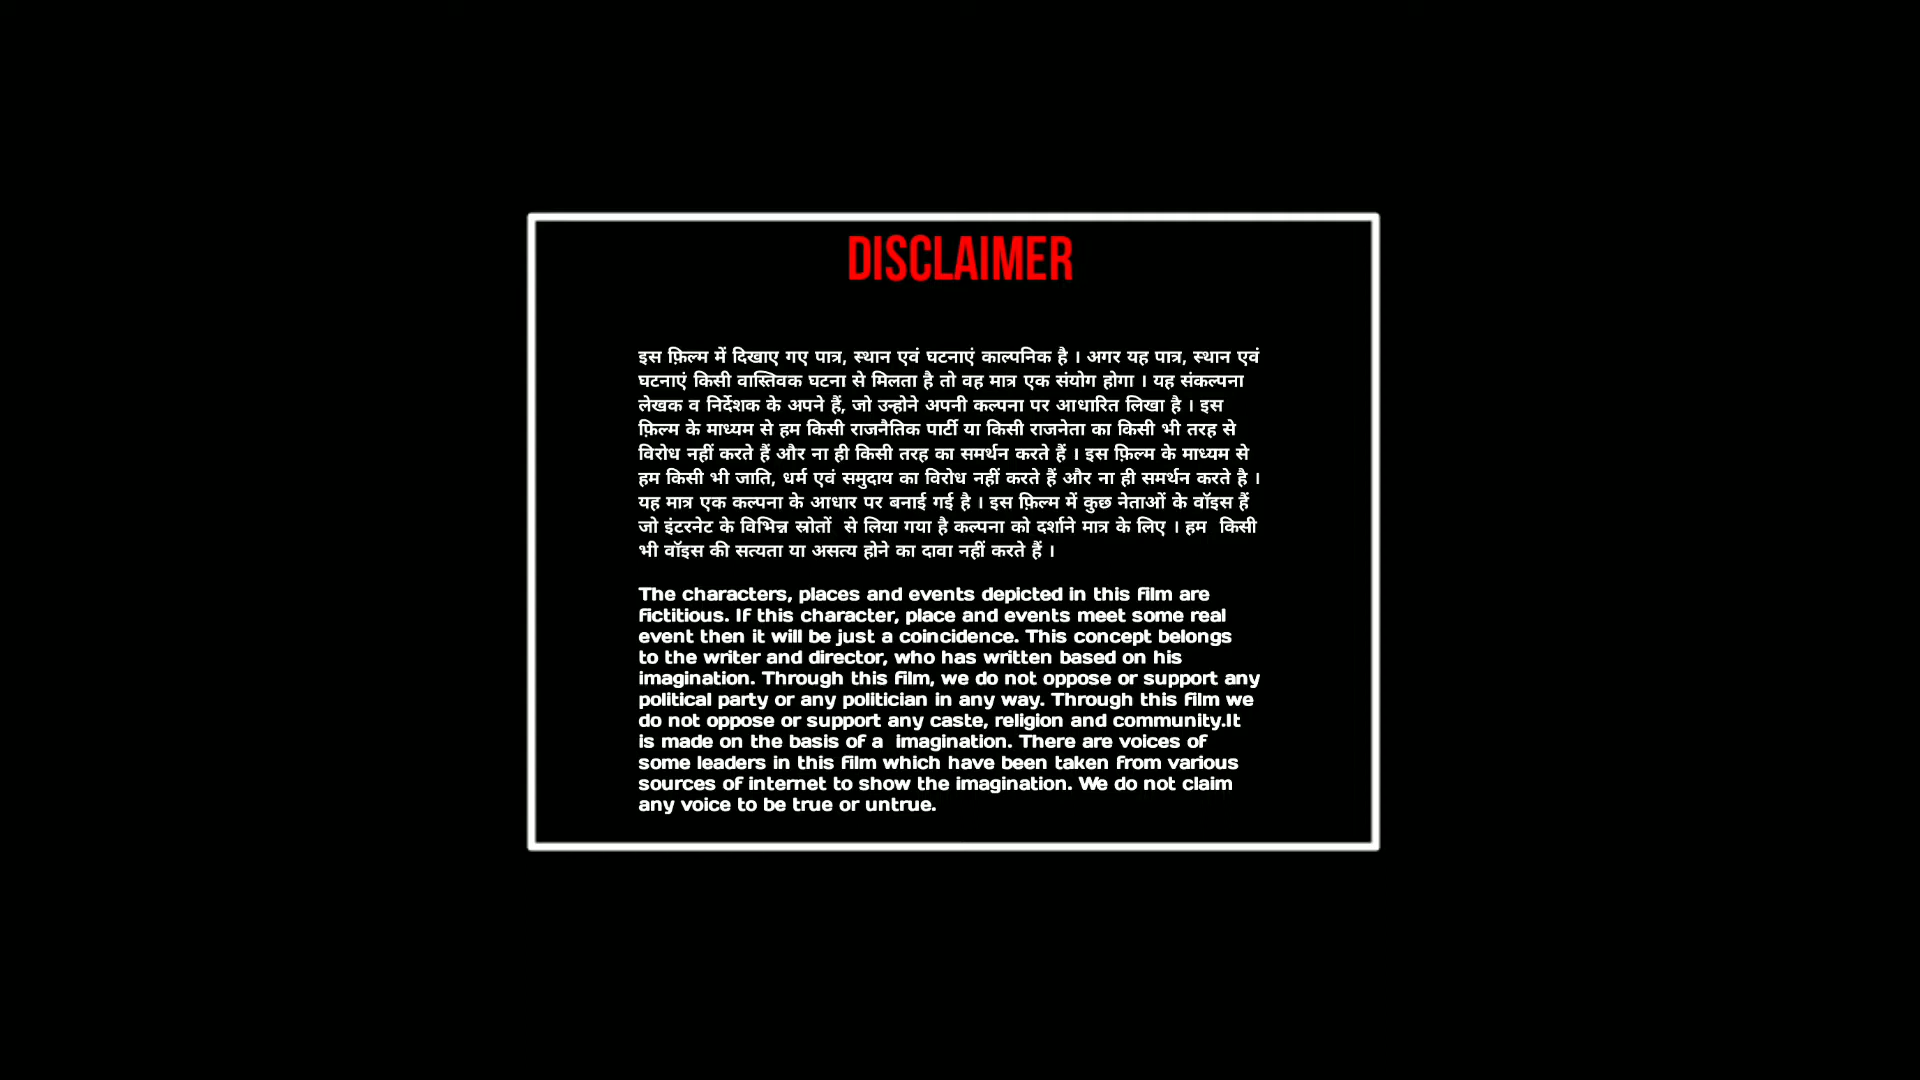 DISCLAIMER
इस फ़िल्म में दिखाए गए पात्र, स्थान एवं घटनाएं काल्पनिक है । अगर यह पात्र, स्थान एवं
घटनाएं किसी वास्तिवक घटना से मिलता है तो वह मात्र एक संयोग होगा । यह संकल्पना
लेखक व निर्देशक के अपने हैं, जो उन्होने अपनी कल्पना पर आधारित लिखा है । इस
फ़िल्म के माध्यम से हम किसी राजनैतिक पार्टी या किसी राजनेता का किसी भी तरह से
विरोध नहीं करते हैं और ना ही किसी तरह का समर्थन करते हैं । इस फ़िल्म के माध्यम से
हम किसी भी जाति, धर्म एवं समुदाय का विरोध नहीं करते हैं और ना ही समर्थन करते है ।
यह मात्र एक कल्पना के आधार पर बनाई गई है । इस फ़िल्म में कुछ नेताओं के वॉइस हैं
जो इंटरनेट के विभिन्न स्रोतों  से लिया गया है कल्पना को दर्शाने मात्र के लिए । हम  किसी
भी वॉइस की सत्यता या असत्य होने का दावा नहीं करते हैं ।
The characters, places and events depicted in this film are
fictitious. If this character, place and events meet some real
event then it will be just a coincidence. This concept belongs
to the writer and director, who has written based on his
imagination. Through this film, we do not oppose or support any
political party or any politician in any way. Through this film we
do not oppose or support any caste, religion and community.It
is made on the basis of a  imagination. There are voices of
some leaders in this film which have been taken from various
sources of internet to show the imagination. We do not claim
any voice to be true or untrue.